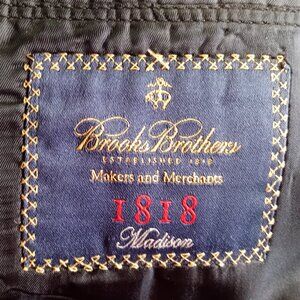 Brooks Brothers
ESTABLISHED 1818
Makers and Merchants
1818
Madison